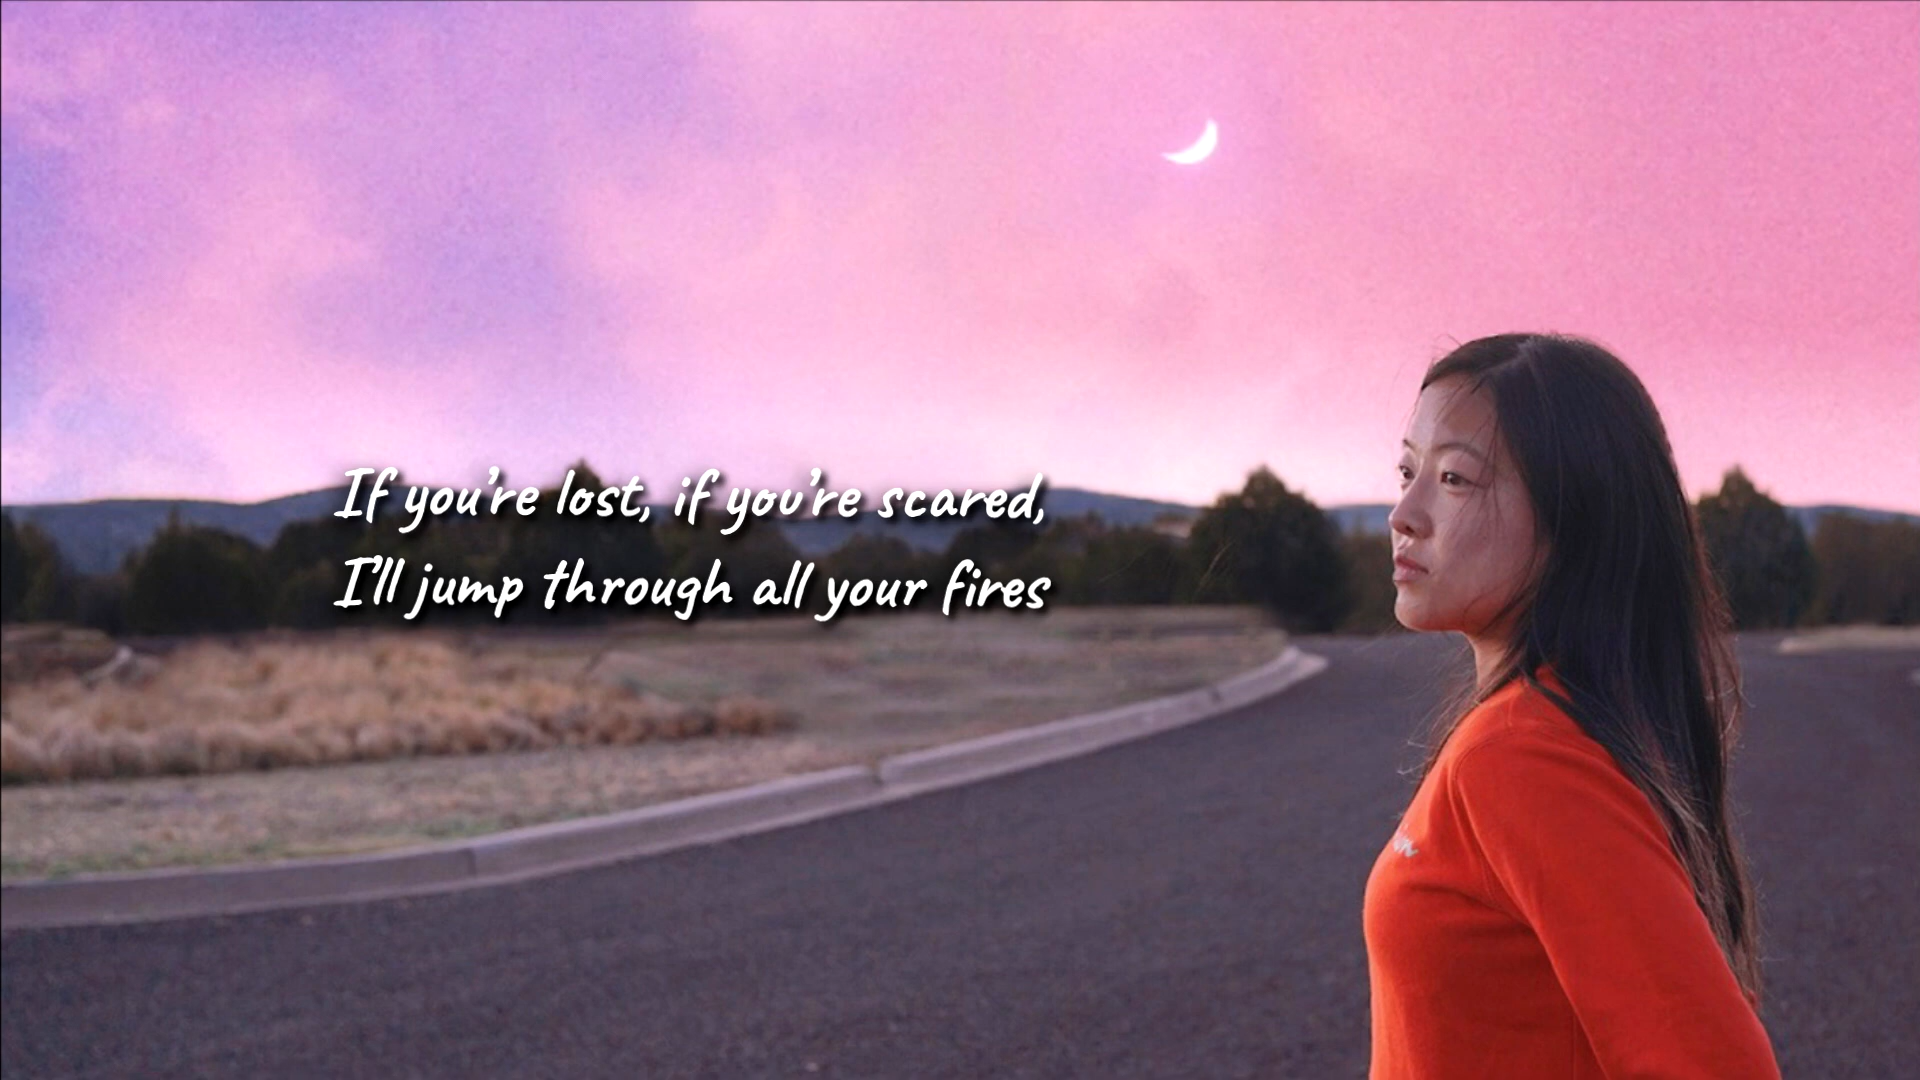 If you're lost, if you're scared,
I'll jump through all your fires